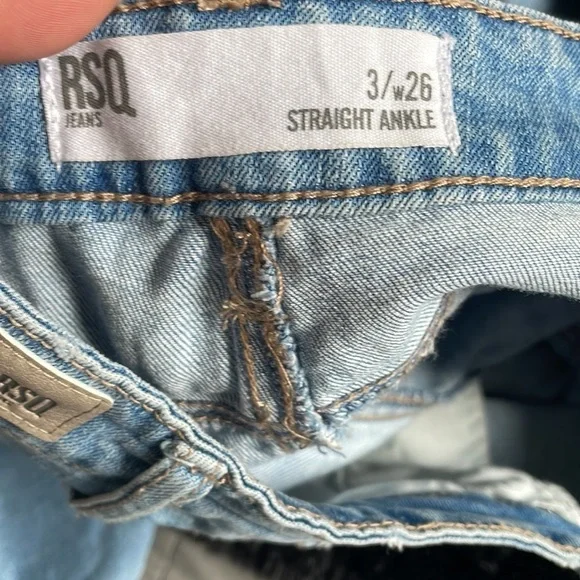 RSQ
JEANS
3/w26
STRAIGHT ANKLE
RSQ